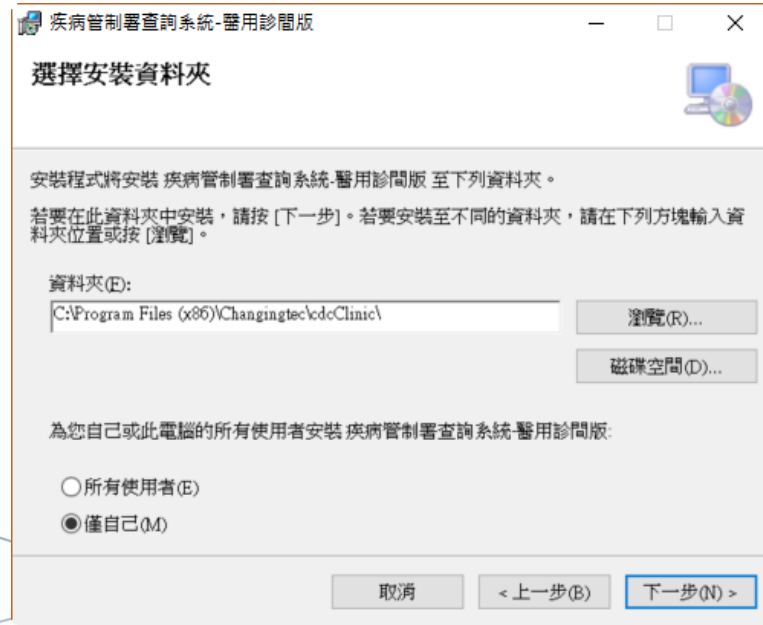 疾病管制署查詢系統-醫用診間版
選擇安裝資料夾
安裝程式將安裝 疾病管制署查詢系統-醫用診間版 至下列資料夾。
若要在此資料夾中安裝，請按 [下一步]。若要安裝至不同的資料夾，請在下列方塊輸入資
料夾位置或按 [瀏覽]。
資料夾(F):
C:\Program Files (x86)\Changingtec\cdcClinic\
瀏覽(R)...
磁碟空間(D)...
為您自己或此電腦的所有使用者安裝 疾病管制署查詢系統-醫用診間版:
所有使用者(E)
僅自己(M)
取消
< 上一步(B)
下一步(N) >